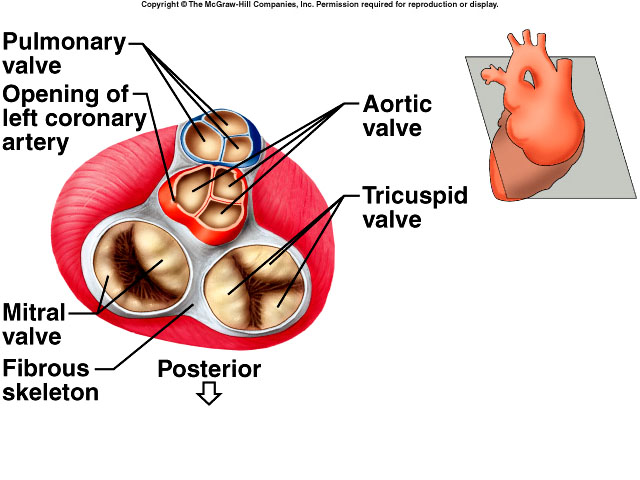 Copyright © The McGraw-Hill Companies, Inc. Permission required for reproduction or display.
Pulmonary
valve
Opening of
left coronary
artery
Aortic
valve
Tricuspid
valve
Mitral
valve
Fibrous
skeleton
Posterior